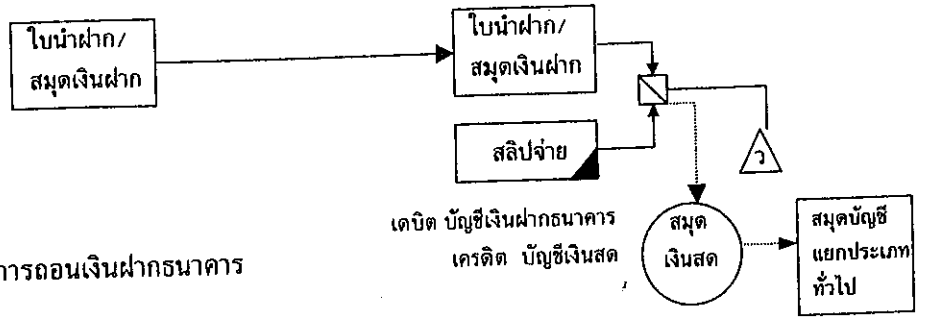 ใบนำฝาก/
สมุดเงินฝาก
ใบนำฝาก/
สมุดเงินฝาก
สลิปจ่าย
ว
เดบิต บัญชีเงินฝากธนาคาร
เครดิต บัญชีเงินสด
สมุด
เงินสด
สมุดบัญชี
แยกประเภท
ทั่วไป
การถอนเงินฝากธนาคาร